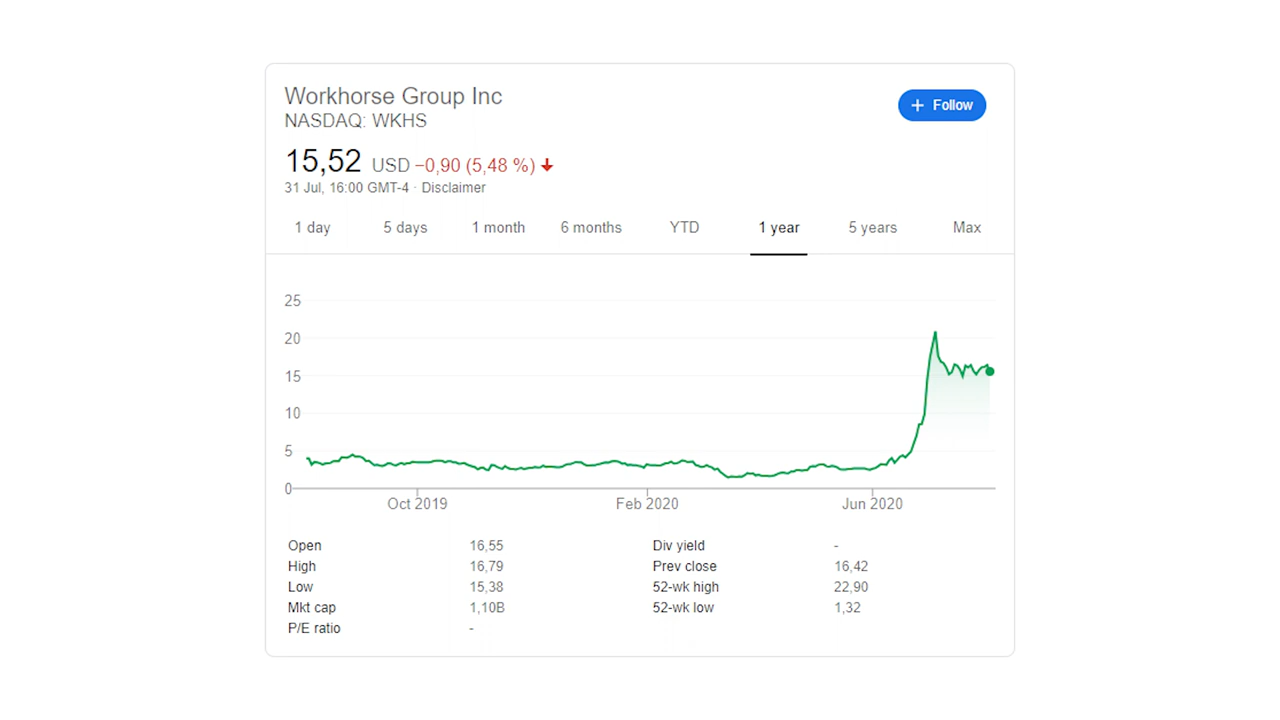 Workhorse Group Inc
NASDAQ: WKHS
+ Follow
15,52 USD −0,90 (5,48 %)
31 Jul, 16:00 GMT-4 · Disclaimer
1 day 5 days 1 month 6 months YTD 1 year 5 years Max
25
20
15
10
5
0
Oct 2019 Feb 2020 Jun 2020
Open 16,55 Div yield -
High 16,79 Prev close 16,42
Low 15,38 52-wk high 22,90
Mkt cap 1,10B 52-wk low 1,32
P/E ratio -